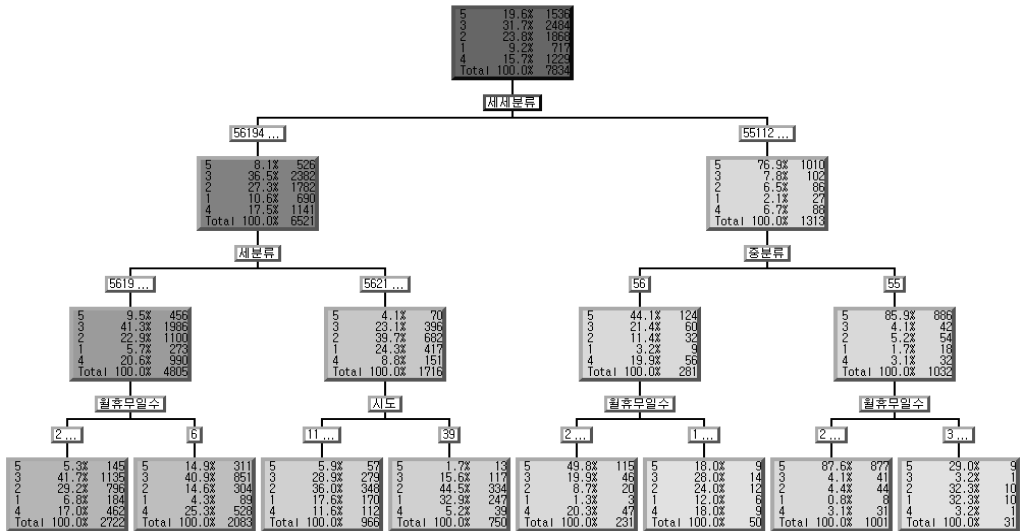 5 19.6% 1536
3 31.7% 2484
2 23.8% 1868
1 9.2% 717
4 15.7% 1229
Total 100.0% 7834
세세분류
56194 ...
55112 ...
5 8.1% 526
3 36.5% 2382
2 27.3% 1782
1 10.6% 690
4 17.5% 1141
Total 100.0% 6521
5 76.9% 1010
3 7.8% 102
2 6.5% 86
1 2.1% 27
4 6.7% 88
Total 100.0% 1313
세분류
중분류
5619 ...
5621 ...
56
55
5 9.5% 456
3 41.3% 1986
2 22.9% 1100
1 5.7% 273
4 20.6% 990
Total 100.0% 4805
5 4.1% 70
3 23.1% 396
2 39.7% 682
1 24.3% 417
4 8.8% 151
Total 100.0% 1716
5 44.1% 124
3 21.4% 60
2 11.4% 32
1 3.2% 9
4 19.9% 56
Total 100.0% 281
5 85.9% 886
3 4.1% 42
2 5.2% 54
1 1.7% 18
4 3.1% 32
Total 100.0% 1032
월휴무일수
시도
월휴무일수
월휴무일수
2 ...
6
11 ...
39
2 ...
1 ...
2 ...
3 ...
5 5.3% 145
3 41.7% 1135
2 29.2% 796
1 6.8% 184
4 17.0% 462
Total 100.0% 2722
5 14.9% 311
3 40.9% 851
2 14.6% 304
1 4.3% 89
4 25.3% 528
Total 100.0% 2083
5 5.9% 57
3 28.9% 279
2 36.0% 348
1 17.6% 170
4 11.6% 112
Total 100.0% 966
5 1.7% 13
3 15.6% 117
2 44.5% 334
1 32.9% 247
4 5.2% 39
Total 100.0% 750
5 49.8% 115
3 19.9% 46
2 8.7% 20
1 1.3% 3
4 20.3% 47
Total 100.0% 231
5 18.0% 9
3 28.0% 14
2 24.0% 12
1 12.0% 6
4 18.0% 9
Total 100.0% 50
5 87.6% 877
3 4.1% 41
2 4.4% 44
1 0.8% 8
4 3.1% 31
Total 100.0% 1001
5 29.0% 9
3 3.2% 1
2 32.3% 10
1 32.3% 10
4 3.2% 1
Total 100.0% 31